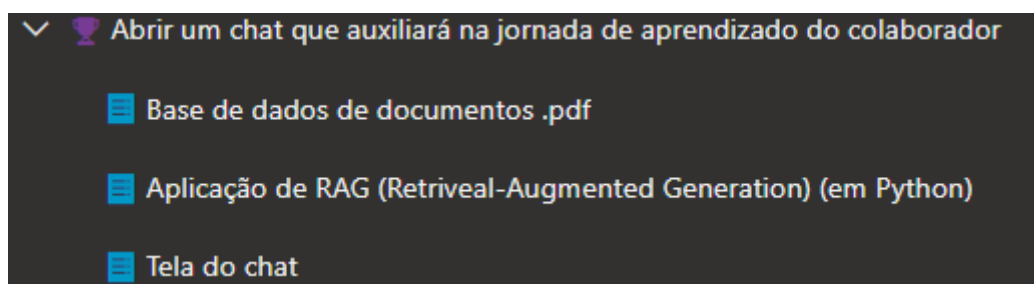 Abrir um chat que auxiliará na jornada de aprendizado do colaborador
Base de dados de documentos .pdf
Aplicação de RAG (Retriveal-Augmented Generation) (em Python)
Tela do chat